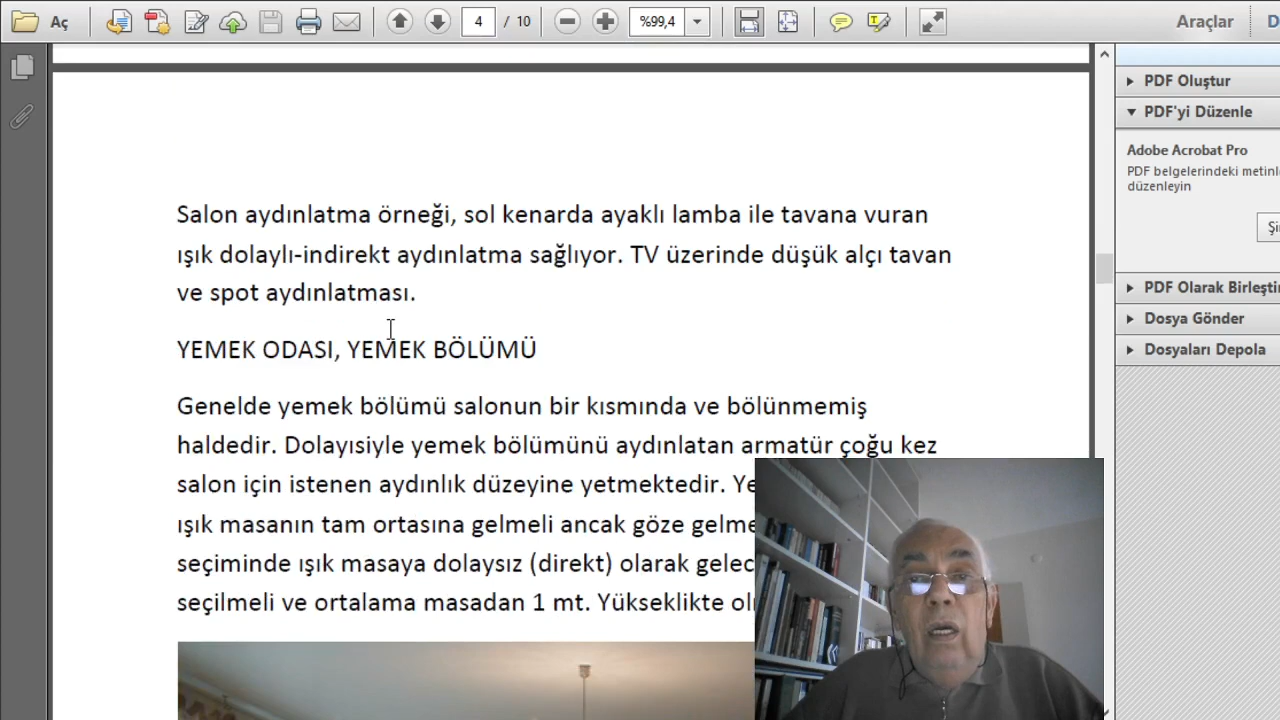 Aç
4 / 10
%99,4
Araçlar
PDF Oluştur
PDF'yi Düzenle
Adobe Acrobat Pro
PDF belgelerindeki
düzenleyin
PDF Olarak
Dosya Gönder
Dosyaları Depola
Salon aydınlatma örneği, sol kenarda ayaklı lamba ile tavana vuran
ışık dolaylı-indirekt aydınlatma sağlıyor. TV üzerinde düşük alçı tavan
ve spot aydınlatması.
YEMEK ODASI, YEMEK BÖLÜMÜ
Genelde yemek bölümü salonun bir kısmında ve bölünmemiş
haldedir. Dolayısiyle yemek bölümünü aydınlatan armatür çoğu kez
salon için istenen aydınlık düzeyine yetmektedir.
ışık masanın tam ortasına gelmeli ancak göze
seçiminde ışık masaya dolaysız (direkt) olarak
seçilmeli ve ortalama masadan 1 mt. Yükseklikte